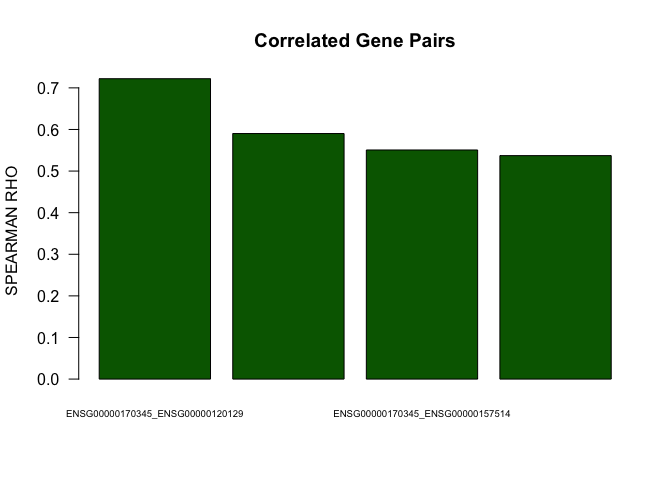 Correlated Gene Pairs
SPEARMAN RHO
0.7
0.6
0.5
0.4
0.3
0.2
0.1
0.0
ENSG00000170345_ENSG00000120129
ENSG00000170345_ENSG00000157514